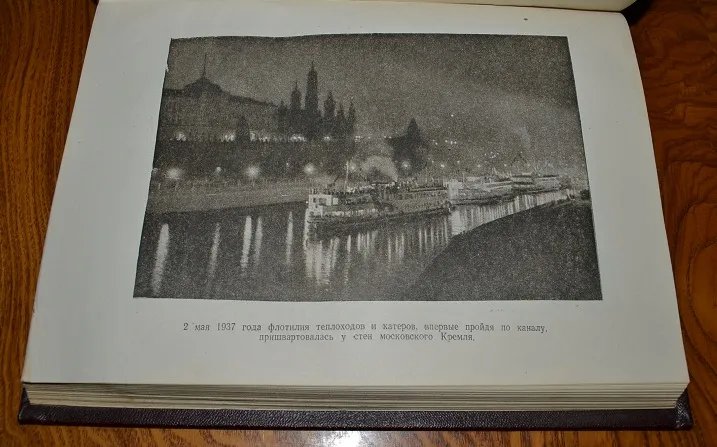 2 мая 1937 года флотилия теплоходов и катеров, впервые пройдя по каналу,
пришвартовалась у стен московского Кремля.